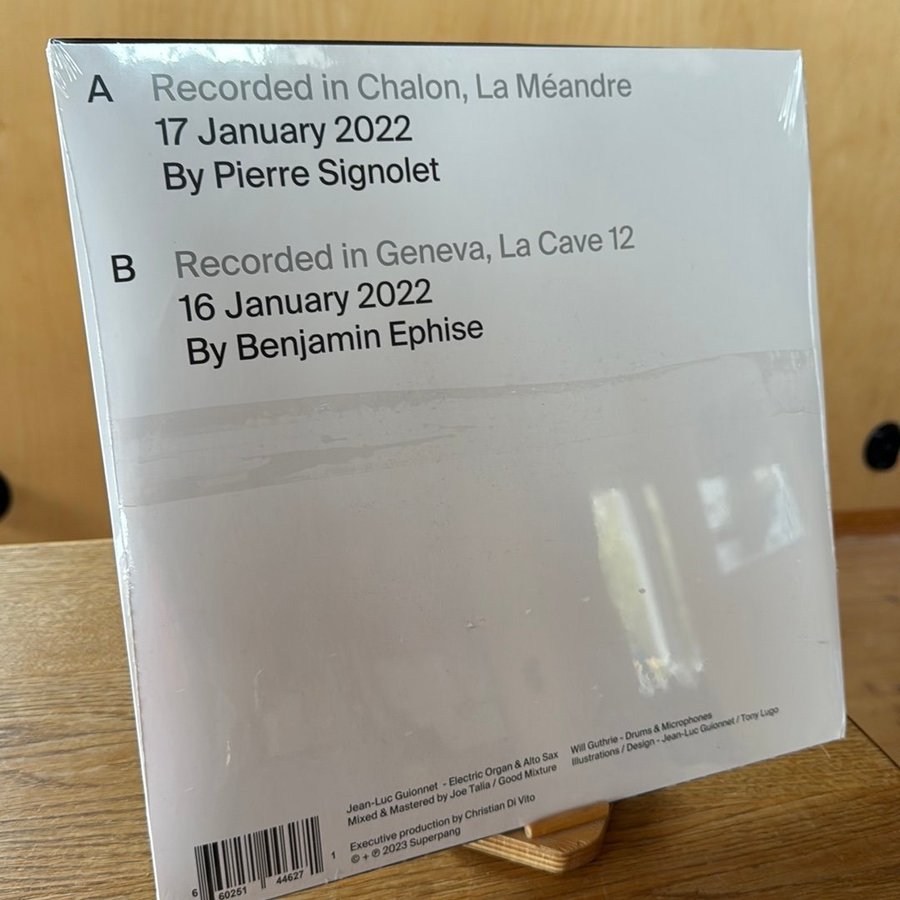 A Recorded in Chalon, La Méandre
17 January 2022
By Pierre Signolet
B Recorded in Geneva, La Cave 12
16 January 2022
By Benjamin Ephise
Jean-Luc Guionnet - Electric Organ & Alto Sax
Mixed & Mastered by Joe Talia / Good Mixture
Will Guthrie - Drums & Microphones
Illustrations / Design - Jean-Luc Guionnet / Tony Lugo
Executive production by Christian Di Vito
© + ℗ 2023 Superpang
6 60251 44627 1